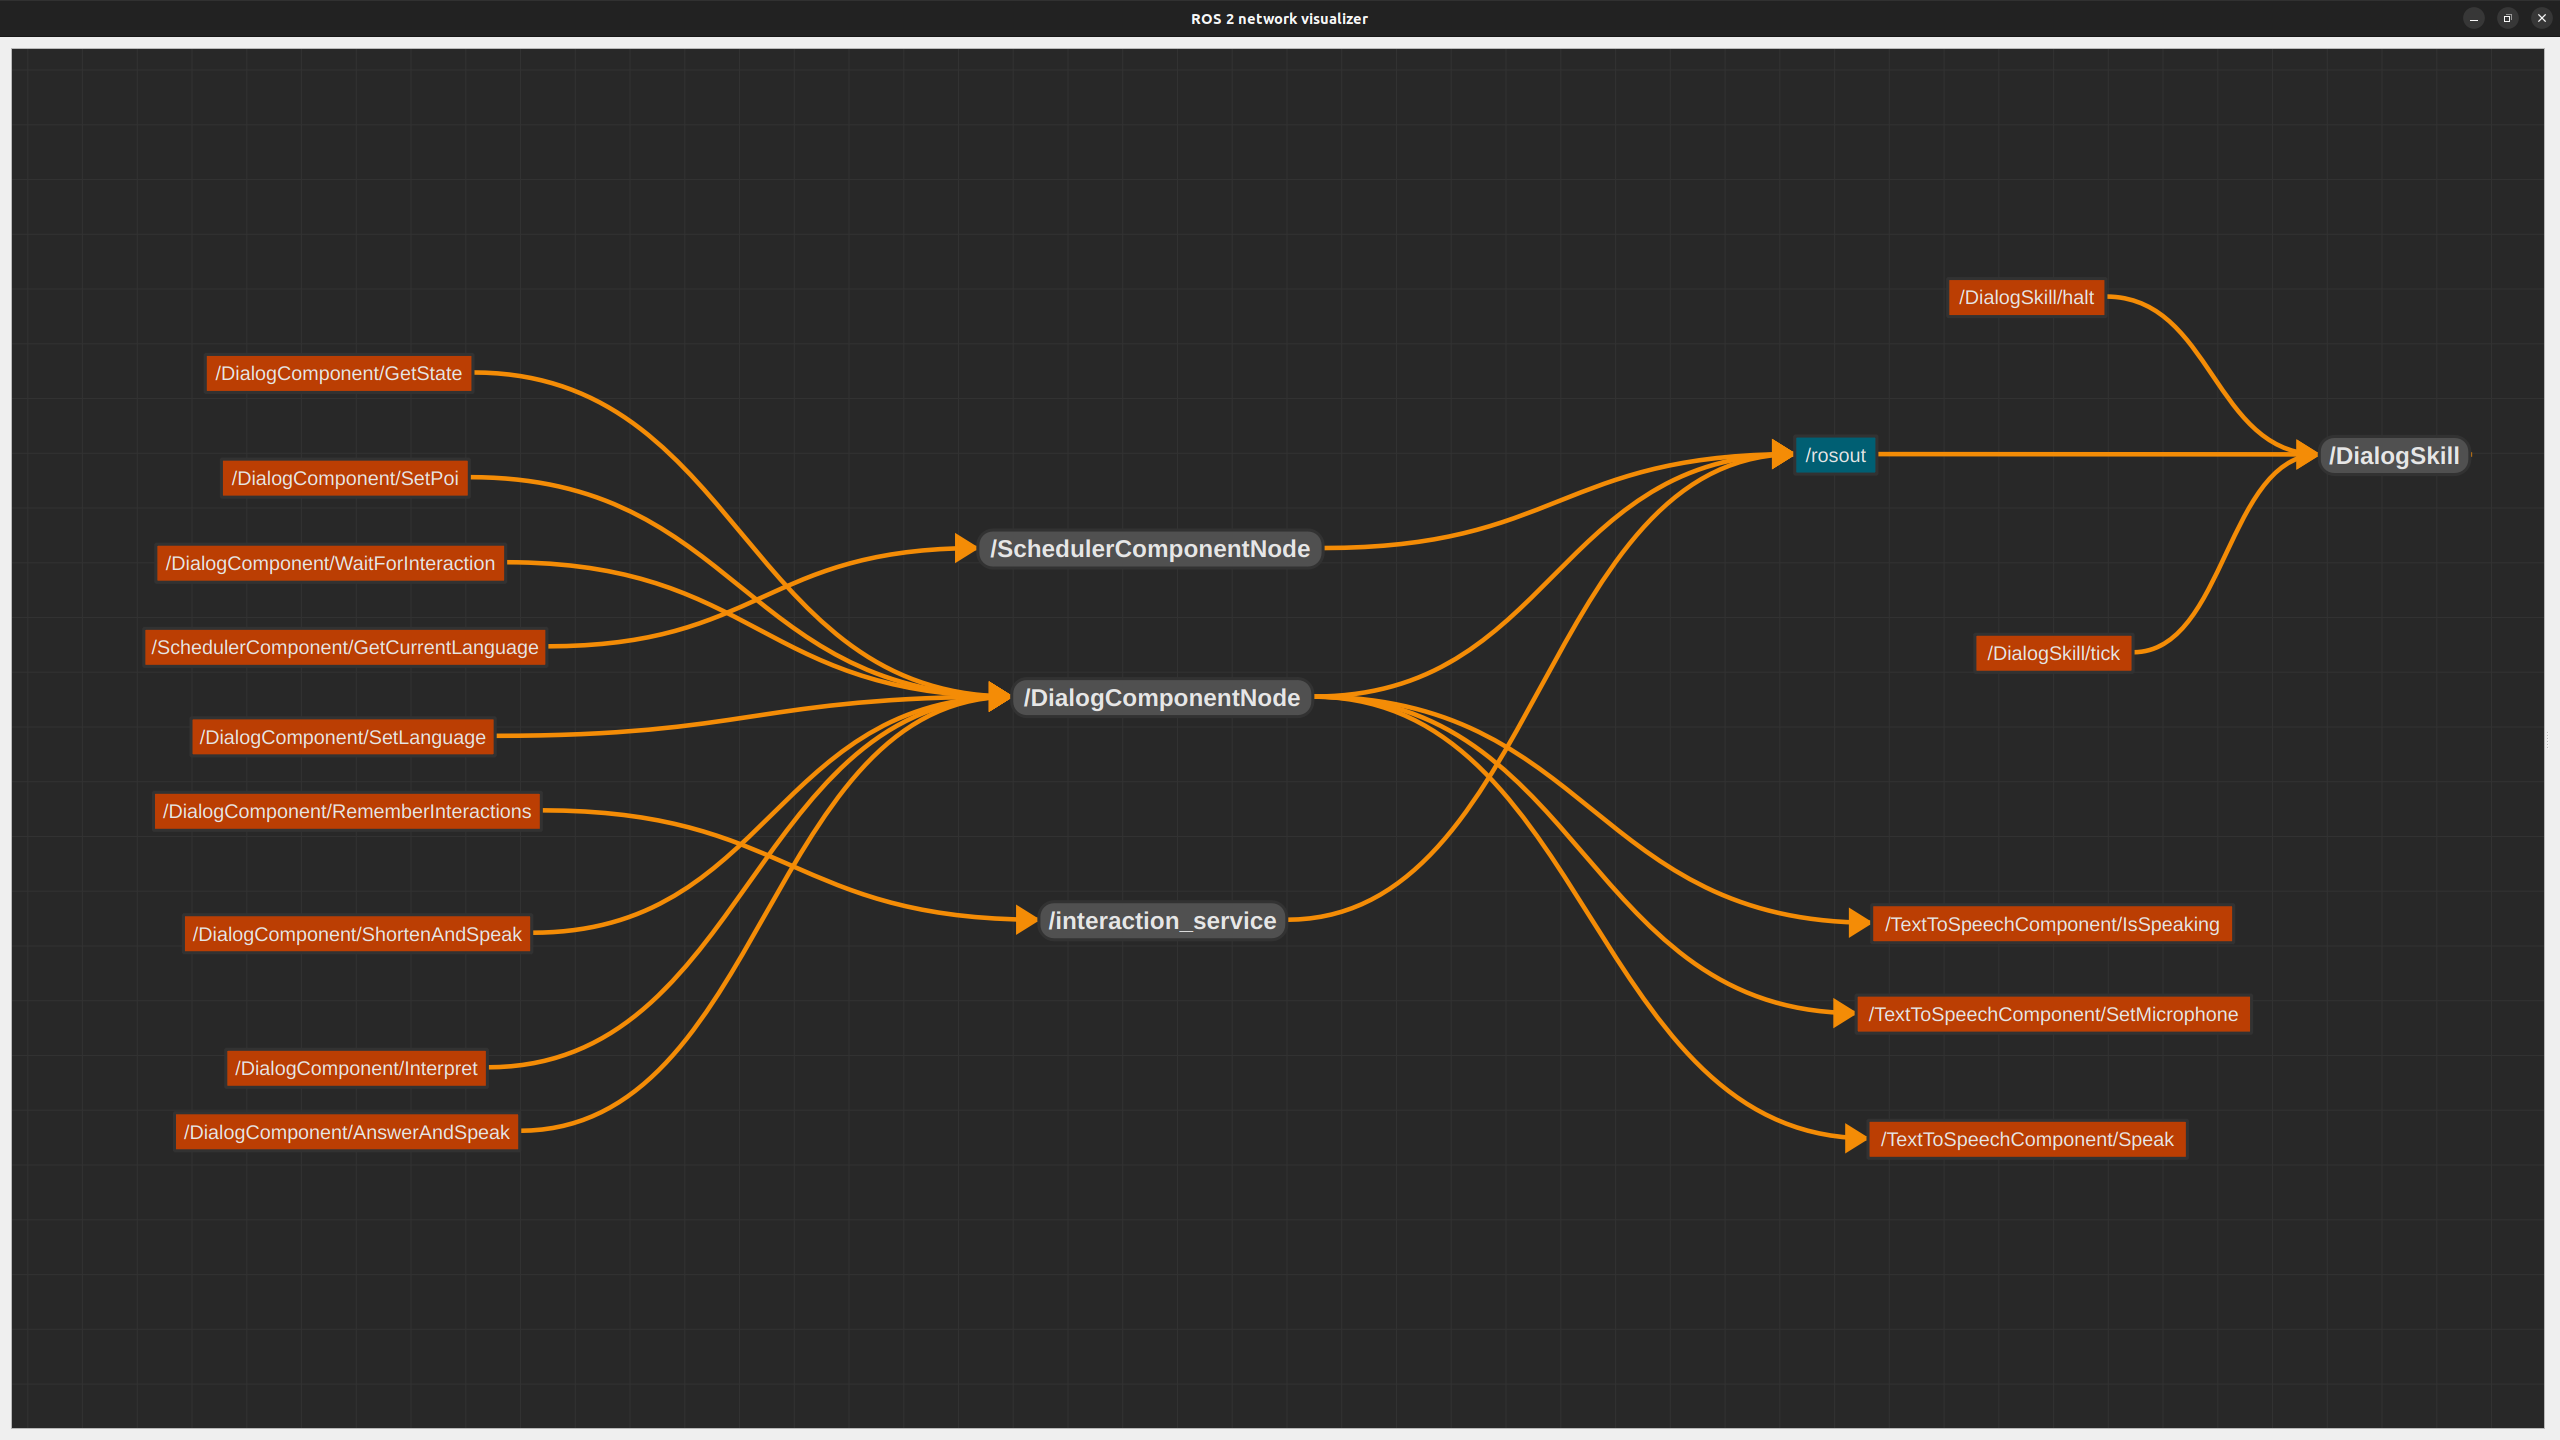 ROS 2 network visualizer
/DialogSkill/halt
/DialogComponent/GetState
/rosout
/DialogSkill
/DialogComponent/SetPoi
/SchedulerComponentNode
/DialogComponent/WaitForInteraction
/SchedulerComponent/GetCurrentLanguage
/DialogSkill/tick
/DialogComponentNode
/DialogComponent/SetLanguage
/DialogComponent/RememberInteractions
/interaction_service
/TextToSpeechComponent/IsSpeaking
/DialogComponent/ShortenAndSpeak
/TextToSpeechComponent/SetMicrophone
/DialogComponent/Interpret
/DialogComponent/AnswerAndSpeak
/TextToSpeechComponent/Speak